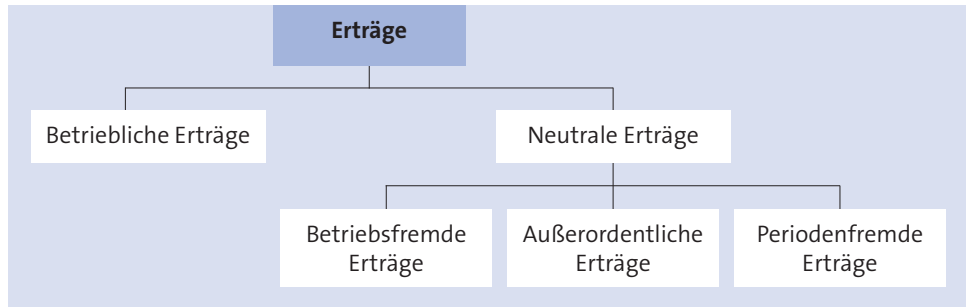 Erträge
Betriebliche Erträge
Neutrale Erträge
Betriebsfremde
Erträge
Außerordentliche
Erträge
Periodenfremde
Erträge